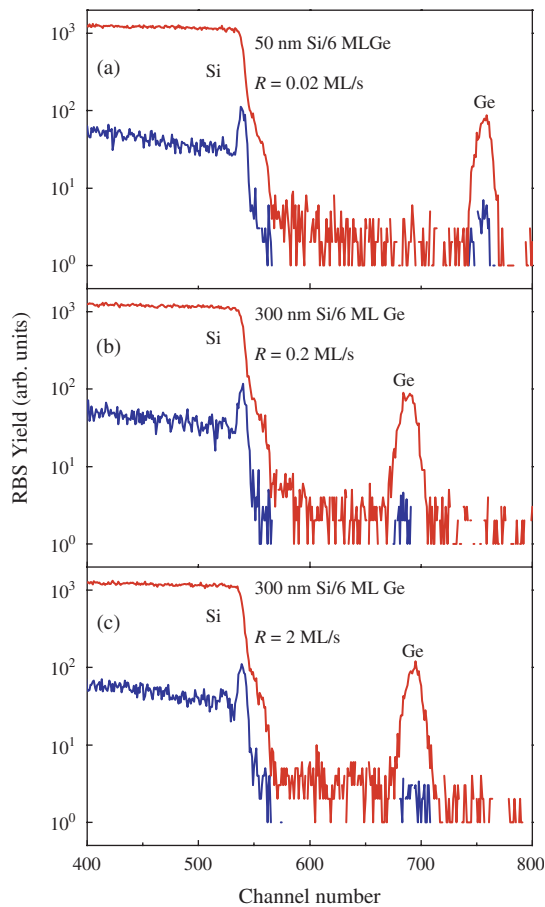 10³
(a)
50 nm Si/6 MLGe
Si
R = 0.02 ML/s
10²
Ge
10¹
10⁰
10³
(b)
300 nm Si/6 ML Ge
Si
R = 0.2 ML/s
10²
Ge
10¹
10⁰
RBS Yield (arb. units)
10³
(c)
300 nm Si/6 ML Ge
Si
R = 2 ML/s
10²
Ge
10¹
10⁰
400 500 600 700 800
Channel number